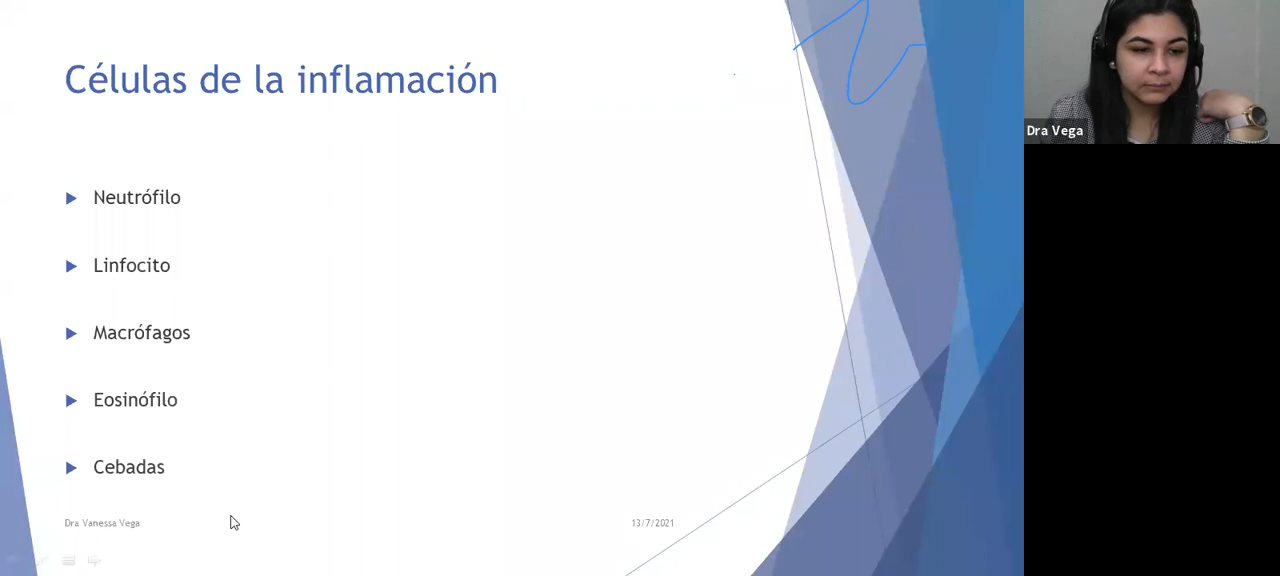 Células de la inflamación
Neutrófilo
Linfocito
Macrófagos
Eosinófilo
Cebadas
Dra Vanessa Vega
13/7/2021
Dra Vega